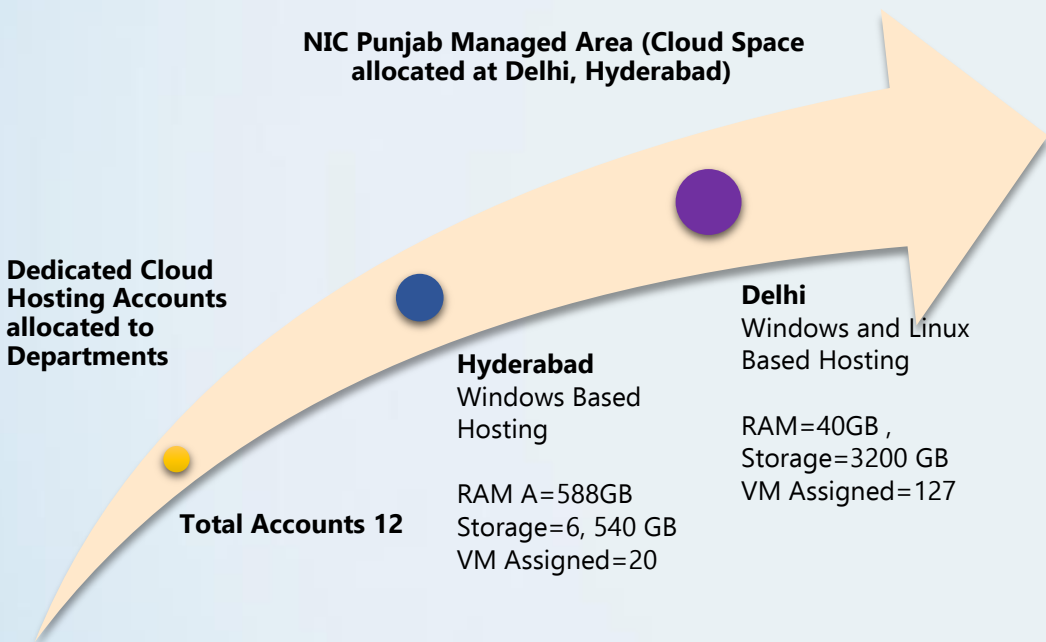 NIC Punjab Managed Area (Cloud Space
allocated at Delhi, Hyderabad)
Dedicated Cloud
Hosting Accounts
allocated to
Departments
Total Accounts 12
Hyderabad
Windows Based
Hosting
RAM A=588GB
Storage=6, 540 GB
VM Assigned=20
Delhi
Windows and Linux
Based Hosting
RAM=40GB ,
Storage=3200 GB
VM Assigned=127